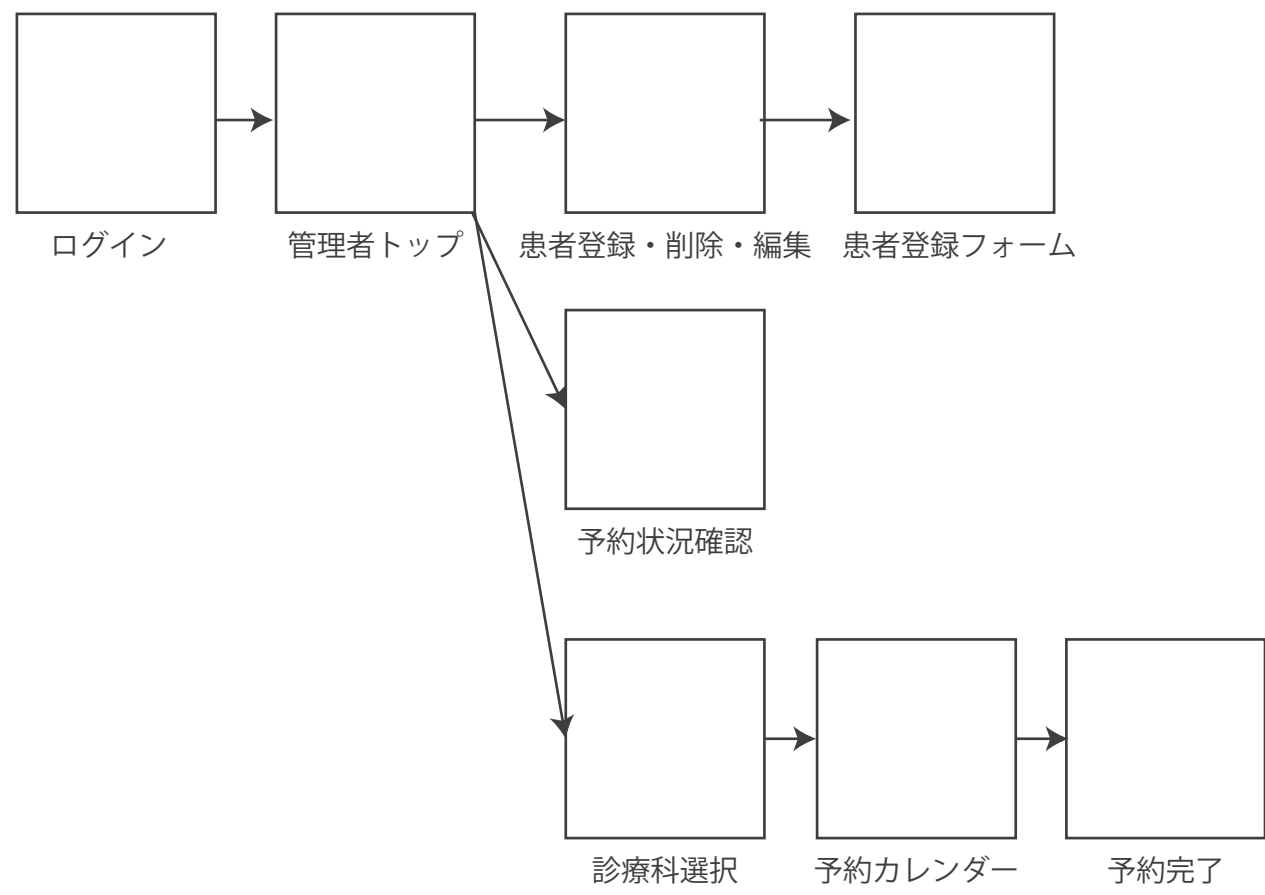 ログイン
管理者トップ
患者登録・削除・編集
患者登録フォーム
予約状況確認
診療科選択
予約カレンダー
予約完了